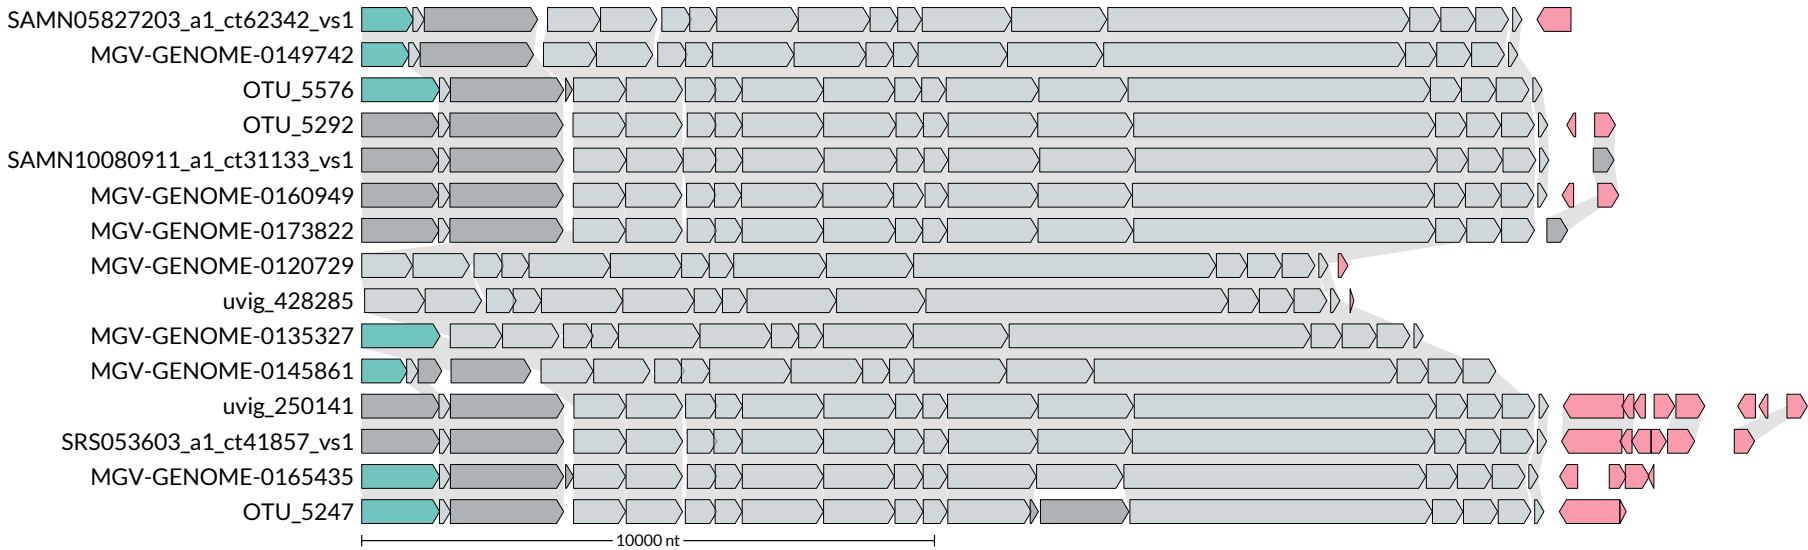 SAMN05827203_a1_ct62342_vs1
MGV-GENOME-0149742
OTU_5576
OTU_5292
SAMN10080911_a1_ct31133_vs1
MGV-GENOME-0160949
MGV-GENOME-0173822
MGV-GENOME-0120729
uvig_428285
MGV-GENOME-0135327
MGV-GENOME-0145861
uvig_250141
SRS053603_a1_ct41857_vs1
MGV-GENOME-0165435
OTU_5247
10000 nt